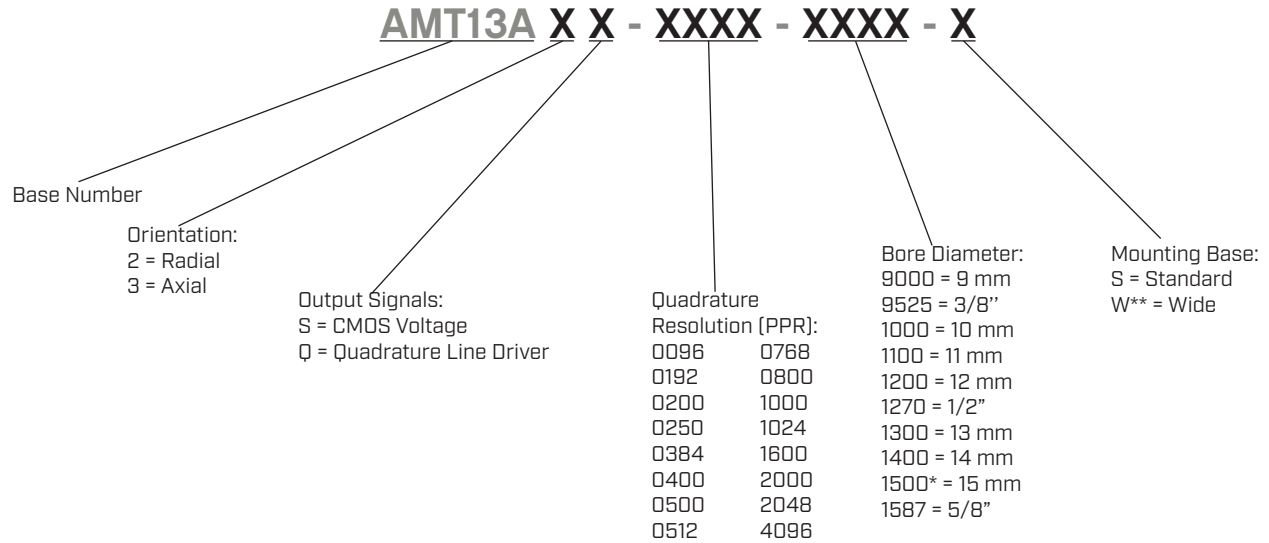 AMT13A X X - XXXX - XXXX - X
Base Number
Orientation:
2 = Radial
3 = Axial
Output Signals:
S = CMOS Voltage
Q = Quadrature Line Driver
Quadrature
Resolution (PPR):
0096 0768
0192 0800
0200 1000
0250 1024
0384 1600
0400 2000
0500 2048
0512 4096
Bore Diameter:
9000 = 9 mm
9525 = 3/8’’
1000 = 10 mm
1100 = 11 mm
1200 = 12 mm
1270 = 1/2”
1300 = 13 mm
1400 = 14 mm
1500* = 15 mm
1587 = 5/8”
Mounting Base:
S = Standard
W** = Wide